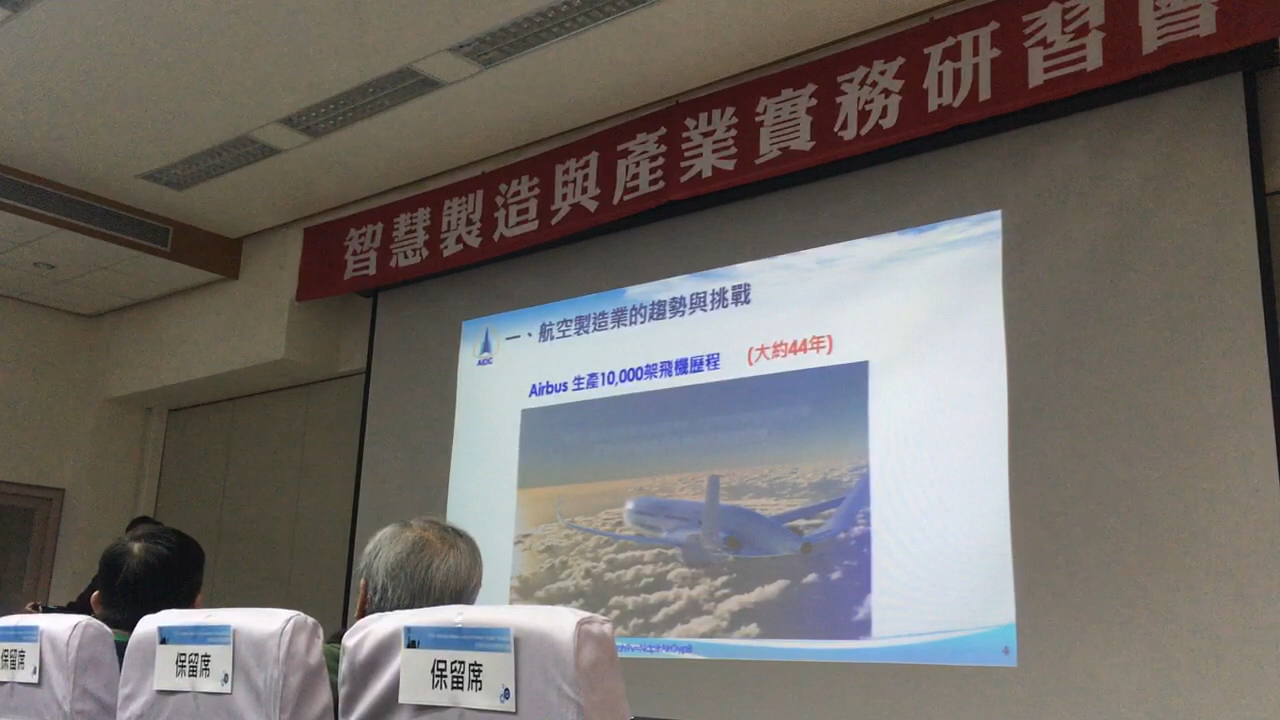 智慧製造與產業實務研習會
一、航空製造業的趨勢與挑戰
AIDC
Airbus 生產10,000架飛機歷程 (大約44年)
4
保留席
保留席
保留席